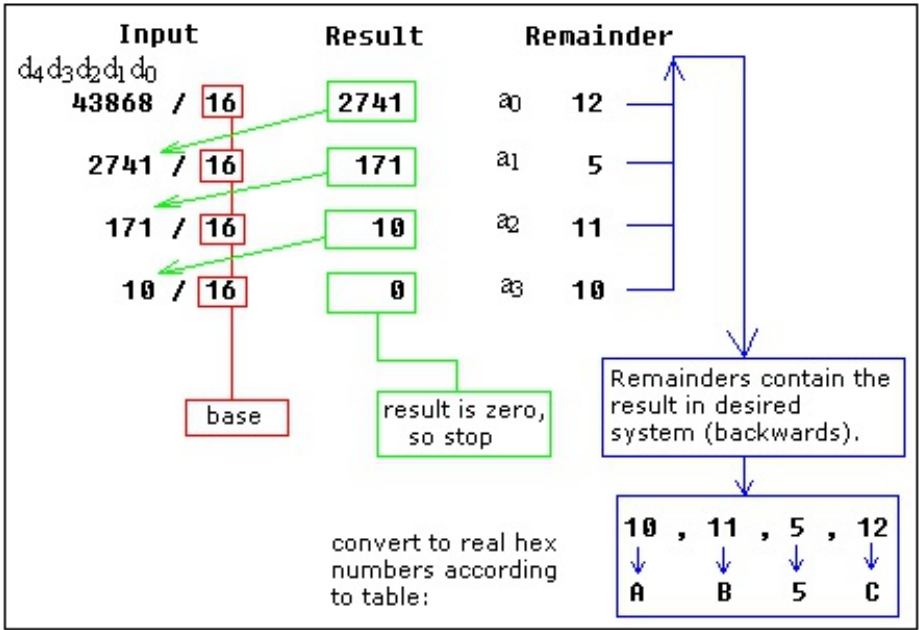 Input Result Remainder
d4d3d2d1d0
43868 / 16 2741 a0 12
2741 / 16 171 a1 5
171 / 16 10 a2 11
10 / 16 0 a3 10
base
result is zero,
so stop
Remainders contain the
result in desired
system (backwards).
10 , 11 , 5 , 12
A B 5 C
convert to real hex
numbers according
to table: